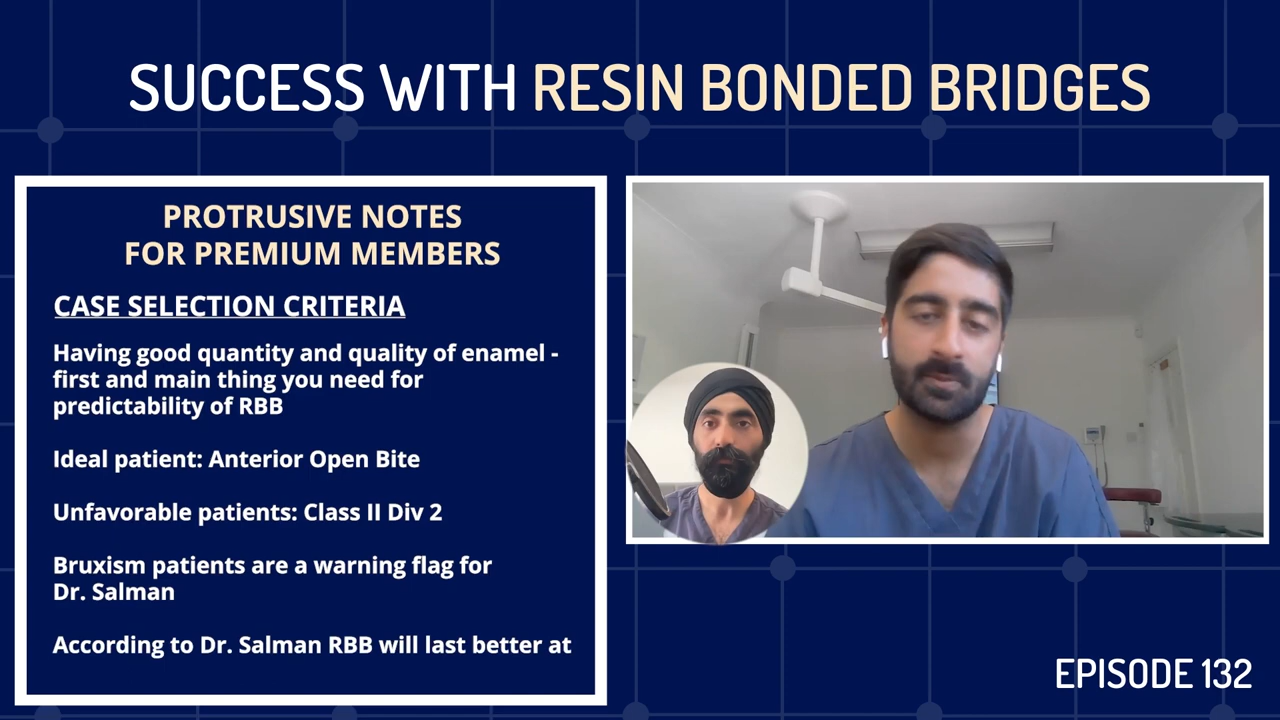 SUCCESS WITH RESIN BONDED BRIDGES
PROTRUSIVE NOTES
FOR PREMIUM MEMBERS
CASE SELECTION CRITERIA
Having good quantity and quality of enamel -
first and main thing you need for
predictability of RBB
Ideal patient: Anterior Open Bite
Unfavorable patients: Class II Div 2
Bruxism patients are a warning flag for
Dr. Salman
According to Dr. Salman RBB will last better at
EPISODE 132